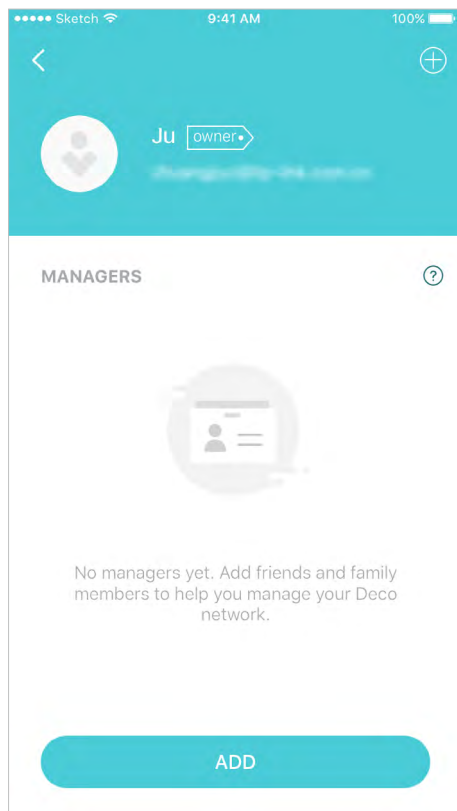 Sketch 9:41 AM 100%
Ju owner
MANAGERS ?
No managers yet. Add friends and family
members to help you manage your Deco
network.
ADD